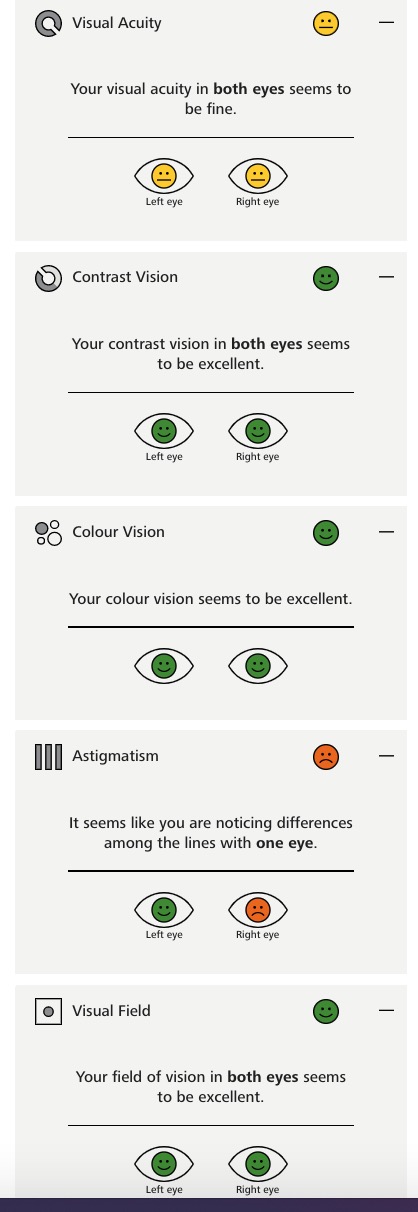 Visual Acuity
Your visual acuity in both eyes seems to
be fine.
Left eye
Right eye
Contrast Vision
Your contrast vision in both eyes seems
to be excellent.
Left eye
Right eye
Colour Vision
Your colour vision seems to be excellent.
Astigmatism
It seems like you are noticing differences
among the lines with one eye.
Left eye
Right eye
Visual Field
Your field of vision in both eyes seems
to be excellent.
Left eye
Right eye